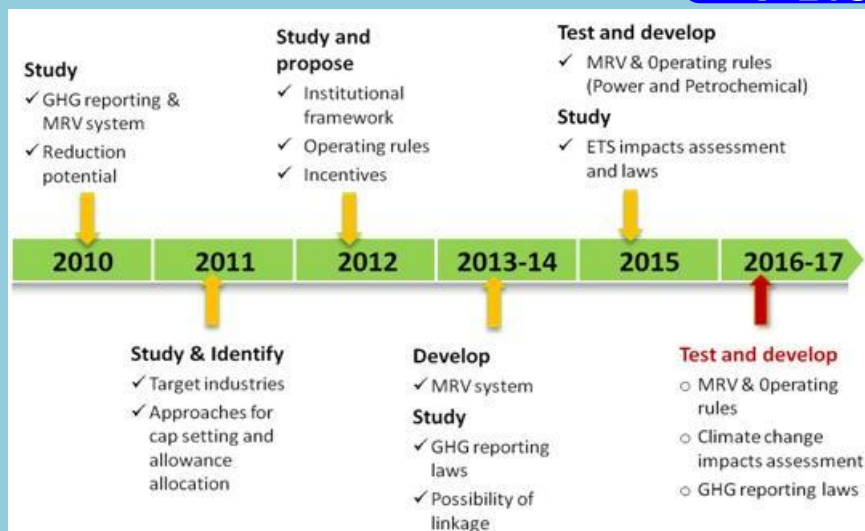 Study
✓ GHG reporting &
MRV system
✓ Reduction
potential
Study and
propose
✓ Institutional
framework
✓ Operating rules
✓ Incentives
Test and develop
✓ MRV & 0perating rules
(Power and Petrochemical)
Study
✓ ETS impacts assessment
and laws
2010
2011
2012
2013-14
2015
2016-17
Study & Identify
✓ Target industries
✓ Approaches for
cap setting and
allowance
allocation
Develop
✓ MRV system
Study
✓ GHG reporting
laws
✓ Possibility of
linkage
Test and develop
○ MRV & 0perating
rules
○ Climate change
impacts assessment
○ GHG reporting laws